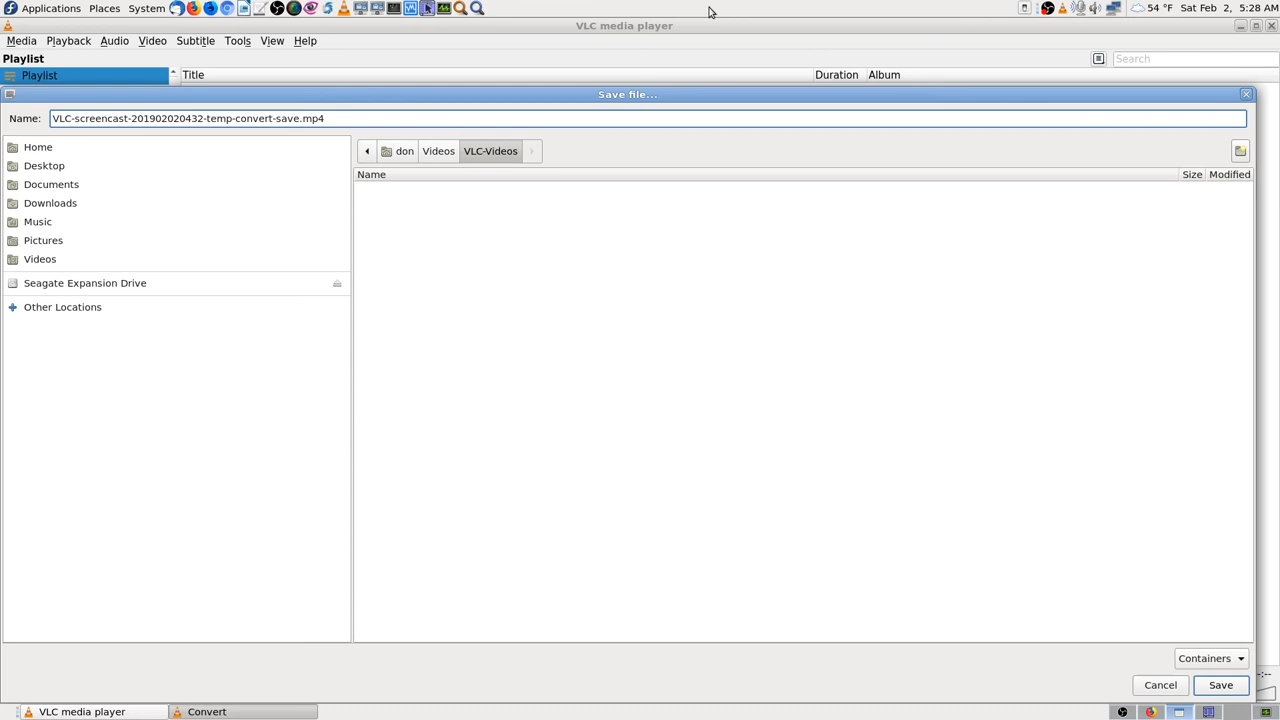 Applications Places System 54 °F Sat Feb 2, 5:28 AM
VLC media player
Media Playback Audio Video Subtitle Tools View Help
Playlist Search
Playlist Title Duration Album
Save file...
Name: VLC-screencast-201902020432-temp-convert-save.mp4
Home don Videos VLC-Videos
Desktop Name Size Modified
Documents
Downloads
Music
Pictures
Videos
Seagate Expansion Drive
Other Locations
Containers
--:--
Cancel Save
VLC media player Convert